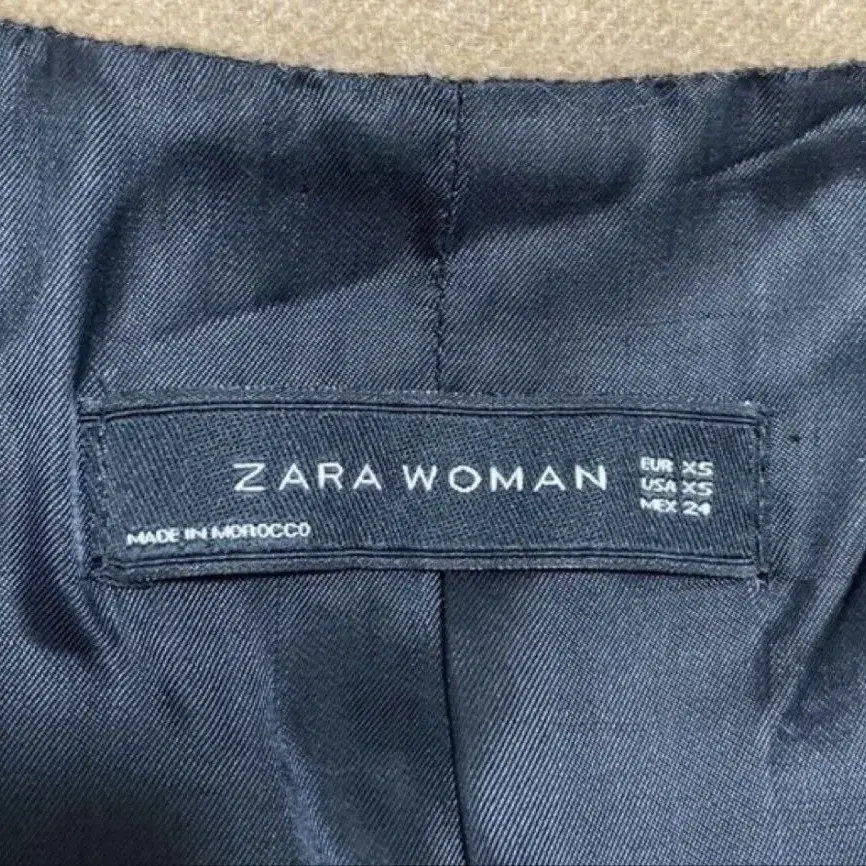 ZARA WOMAN
EUR XS
USA XS
MEX 24
MADE IN MOROCCO